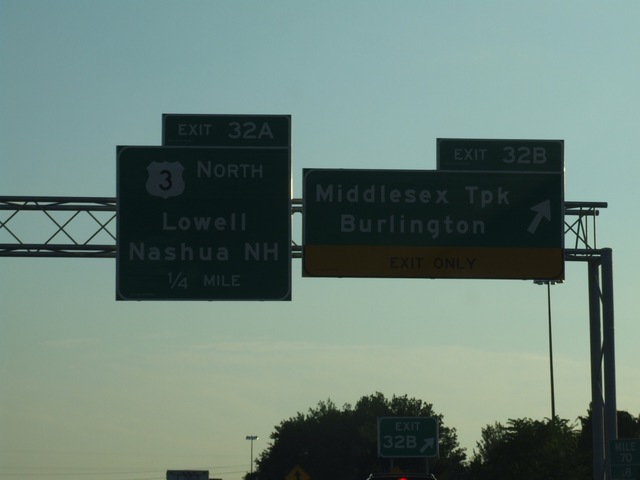 EXIT 32A
3 NORTH
Lowell
Nashua NH
1/4 MILE
EXIT 32B
Middlesex Tpk
Burlington
EXIT ONLY
EXIT
32B
MILE